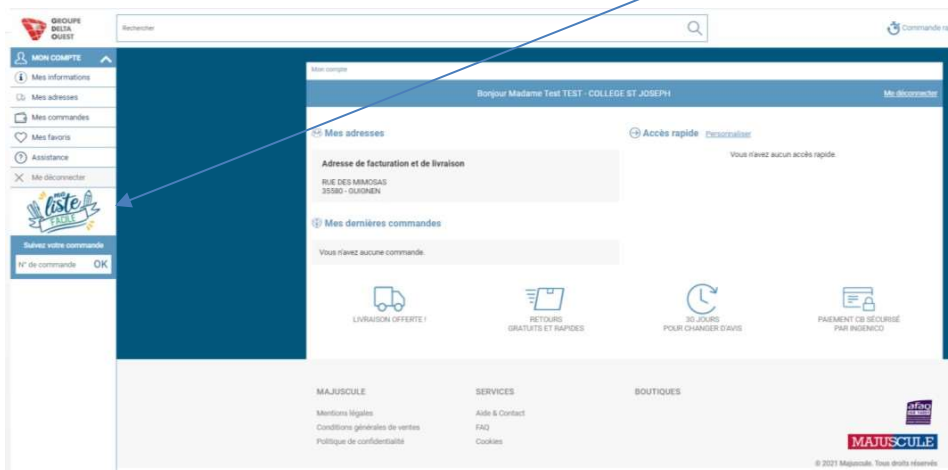 GROUPE
DELTA
OUEST
Rechercher
Commande ra
MON COMPTE
Mes informations
Mes adresses
Mes commandes
Mes favoris
Assistance
Me déconnecter
ma
liste
FACILE
Suivez votre commande
N° de commande OK
Mon compte
Bonjour Madame Test TEST - COLLEGE ST JOSEPH
Me déconnecter
Mes adresses
Adresse de facturation et de livraison
RUE DES MIMOSAS
35580 - GUIGNEN
Accès rapide Personnaliser
Vous n'avez aucun accès rapide.
Mes dernières commandes
Vous n'avez aucune commande.
LIVRAISON OFFERTE !
RETOURS
GRATUITS ET RAPIDES
30 JOURS
POUR CHANGER D'AVIS
PAIEMENT CB SÉCURISÉ
PAR INGENICO
MAJUSCULE
Mentions légales
Conditions générales de ventes
Politique de confidentialité
SERVICES
Aide & Contact
FAQ
Cookies
BOUTIQUES
afaq
MAJUSCULE
© 2021 Majuscule. Tous droits réservés